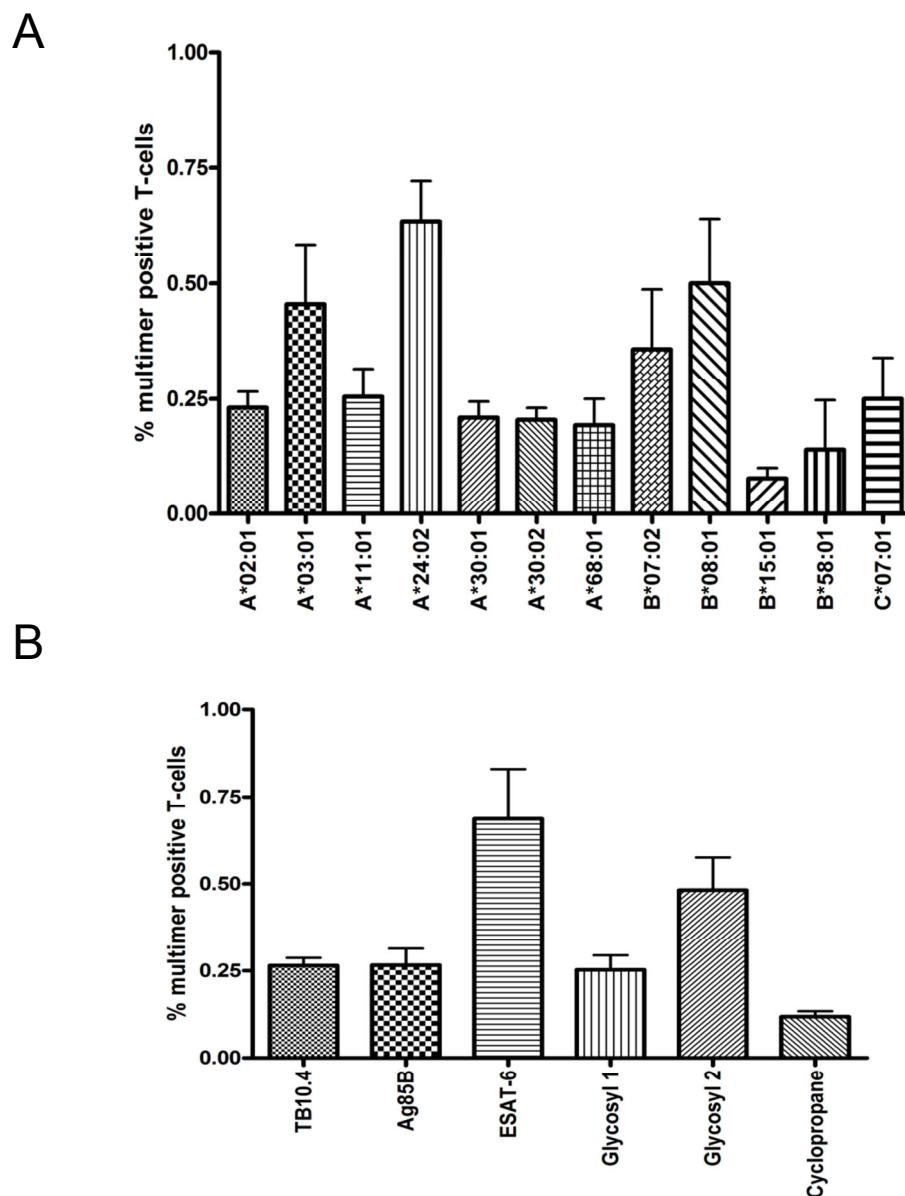 A
% multimer positive T-cells
1.00
0.75
0.50
0.25
0.00
A*02:01
A*03:01
A*11:01
A*24:02
A*30:01
A*30:02
A*68:01
B*07:02
B*08:01
B*15:01
B*58:01
C*07:01
B
% multimer positive T-cells
1.00
0.75
0.50
0.25
0.00
TB10.4
Ag85B
ESAT-6
Glycosyl 1
Glycosyl 2
Cyclopropane